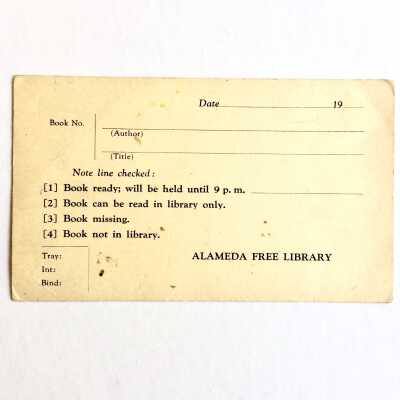 Date 19
Book No.
(Author)
(Title)
Note line checked:
[1] Book ready; will be held until 9 p. m.
[2] Book can be read in library only.
[3] Book missing.
[4] Book not in library.
Tray:
ALAMEDA FREE LIBRARY
Int:
Bind: